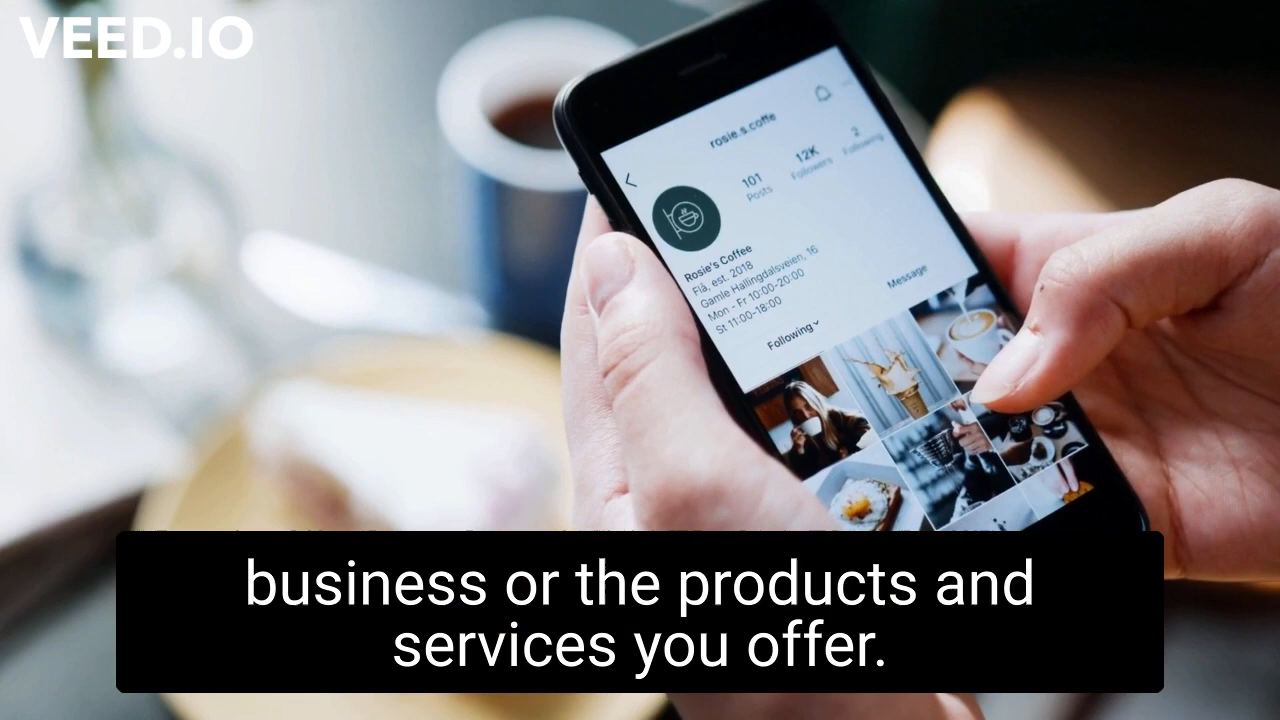 VEED.IO
rosie.s.coffe
101
Posts
12K
Followers
2
Following
Rosie's Coffee
Flå, est. 2018
Gamle Hallingdalsveien, 16
Mon - Fr 10:00-20:00
St 11:00-18:00
Following
Message
business or the products and
services you offer.